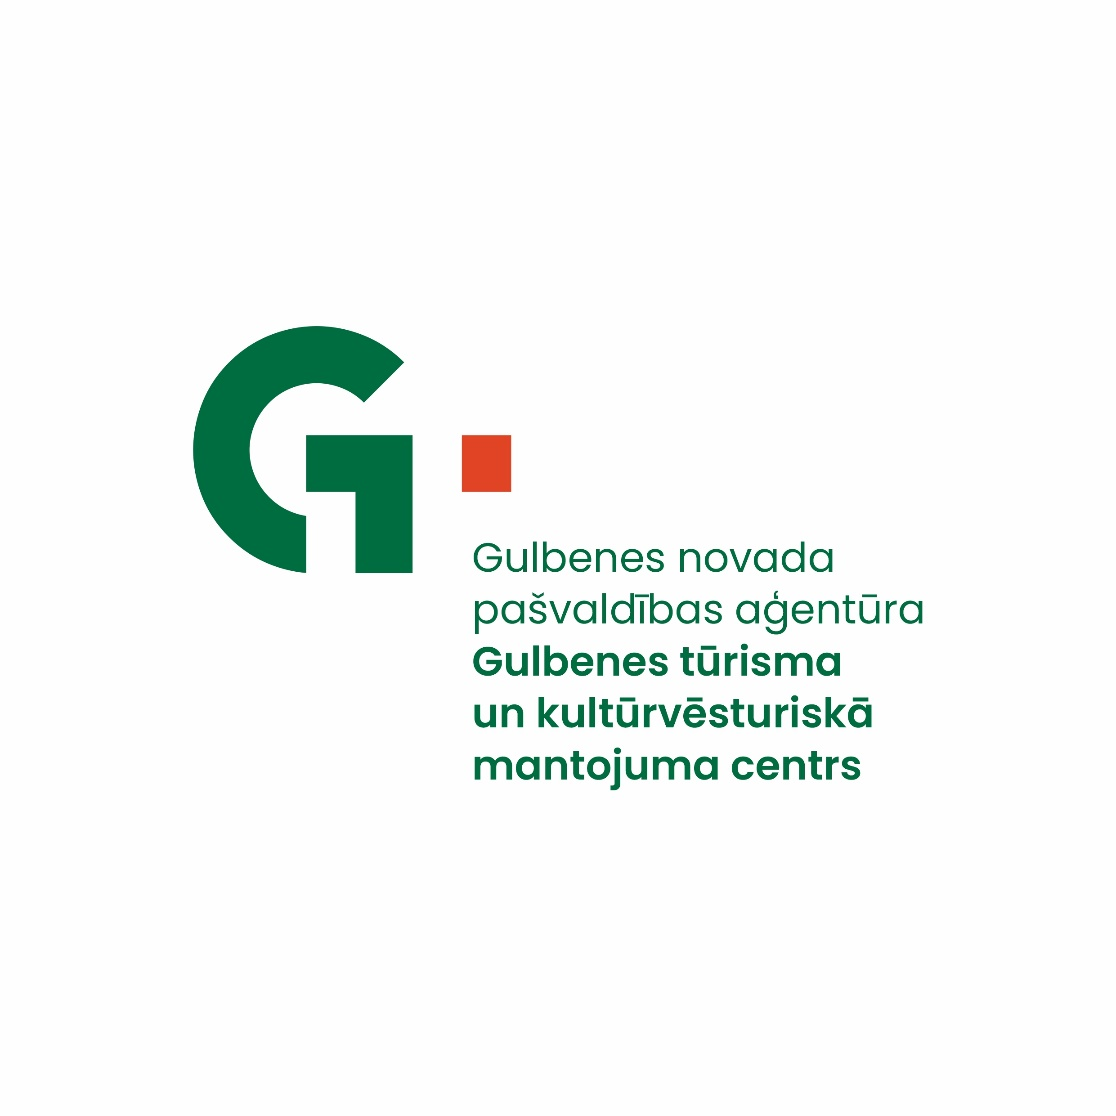 G
Gulbenes novada
pašvaldības aģentūra
Gulbenes tūrisma
un kultūrvēsturiskā
mantojuma centrs